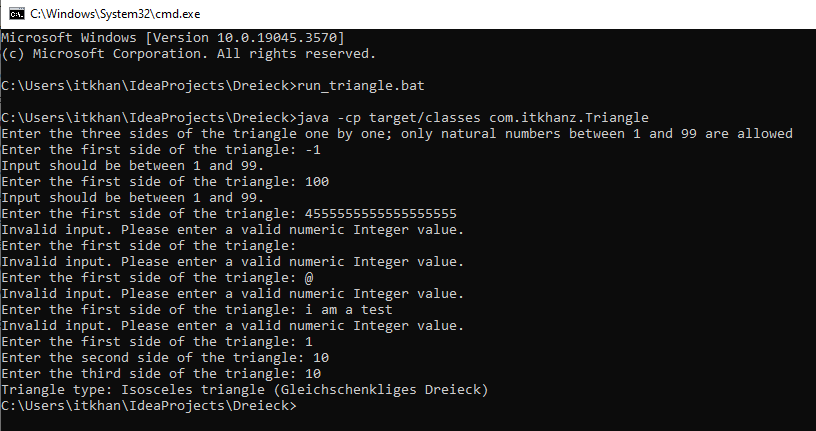 C:\Windows\System32\cmd.exe
Microsoft Windows [Version 10.0.19045.3570]
(c) Microsoft Corporation. All rights reserved.
C:\Users\itkhan\IdeaProjects\Dreieck>run_triangle.bat
C:\Users\itkhan\IdeaProjects\Dreieck>java -cp target/classes com.itkhanz.Triangle
Enter the three sides of the triangle one by one; only natural numbers between 1 and 99 are allowed
Enter the first side of the triangle: -1
Input should be between 1 and 99.
Enter the first side of the triangle: 100
Input should be between 1 and 99.
Enter the first side of the triangle: 4555555555555555555
Invalid input. Please enter a valid numeric Integer value.
Enter the first side of the triangle:
Invalid input. Please enter a valid numeric Integer value.
Enter the first side of the triangle: @
Invalid input. Please enter a valid numeric Integer value.
Enter the first side of the triangle: i am a test
Invalid input. Please enter a valid numeric Integer value.
Enter the first side of the triangle: 1
Enter the second side of the triangle: 10
Enter the third side of the triangle: 10
Triangle type: Isosceles triangle (Gleichschenkliges Dreieck)
C:\Users\itkhan\IdeaProjects\Dreieck>